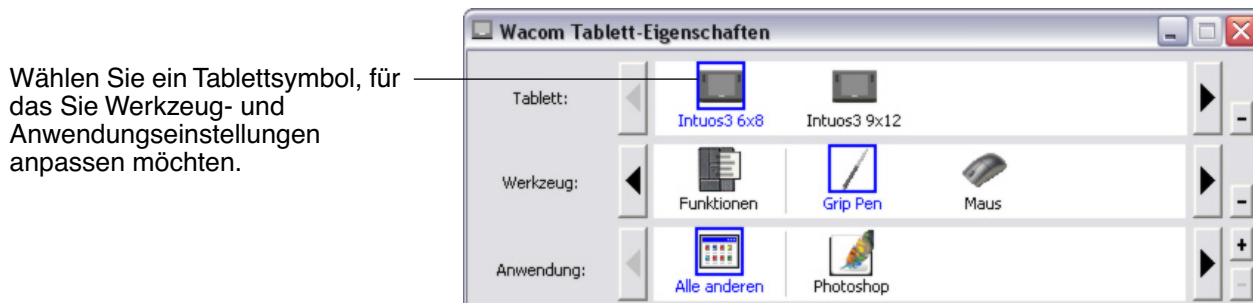 Wacom Tablett-Eigenschaften
Wählen Sie ein Tablettsymbol, für
das Sie Werkzeug- und
Anwendungseinstellungen
anpassen möchten.
Tablett:
Intuos3 6x8
Intuos3 9x12
Werkzeug:
Funktionen
Grip Pen
Maus
Anwendung:
Alle anderen
Photoshop